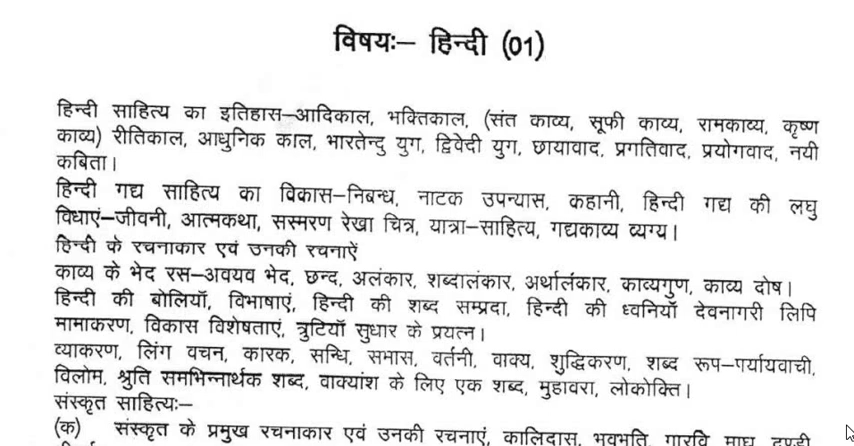 विषयः– हिन्दी (01)
हिन्दी साहित्य का इतिहास–आदिकाल, भक्तिकाल, (संत काव्य, सूफी काव्य, रामकाव्य, कृष्ण
काव्य) रीतिकाल, आधुनिक काल, भारतेन्दु युग, द्विवेदी युग, छायावाद, प्रगतिवाद, प्रयोगवाद, नयी
कबिता।
हिन्दी गद्य साहित्य का विकास–निबन्ध, नाटक उपन्यास, कहानी, हिन्दी गद्य की लघु
विधाएं–जीवनी, आत्मकथा, सस्मरण रेखा चित्र, यात्रा–साहित्य, गद्यकाव्य व्यग्य।
हिन्दी के रचनाकार एवं उनकी रचनाऐं
काव्य के भेद रस–अवयव भेद, छन्द, अलंकार, शब्दालंकार, अर्थालंकार, काव्यगुण, काव्य दोष।
हिन्दी की बोलियॉ, विभाषाएं, हिन्दी की शब्द सम्प्रदा, हिन्दी की ध्वनियॉ देवनागरी लिपि
मामाकरण, विकास विशेषताएं, त्रुटियॉ सुधार के प्रयत्न।
व्याकरण, लिंग वचन, कारक, सन्धि, समास, वर्तनी, वाक्य, शुद्धिकरण, शब्द रूप–पर्यायवाची,
विलोम, श्रुति समभिन्नार्थक शब्द, वाक्यांश के लिए एक शब्द, मुहावरा, लोकोक्ति।
संस्कृत साहित्यः–
(क) संस्कृत के प्रमुख रचनाकार एवं उनकी रचनाएं, कालिदास, भवभूति,